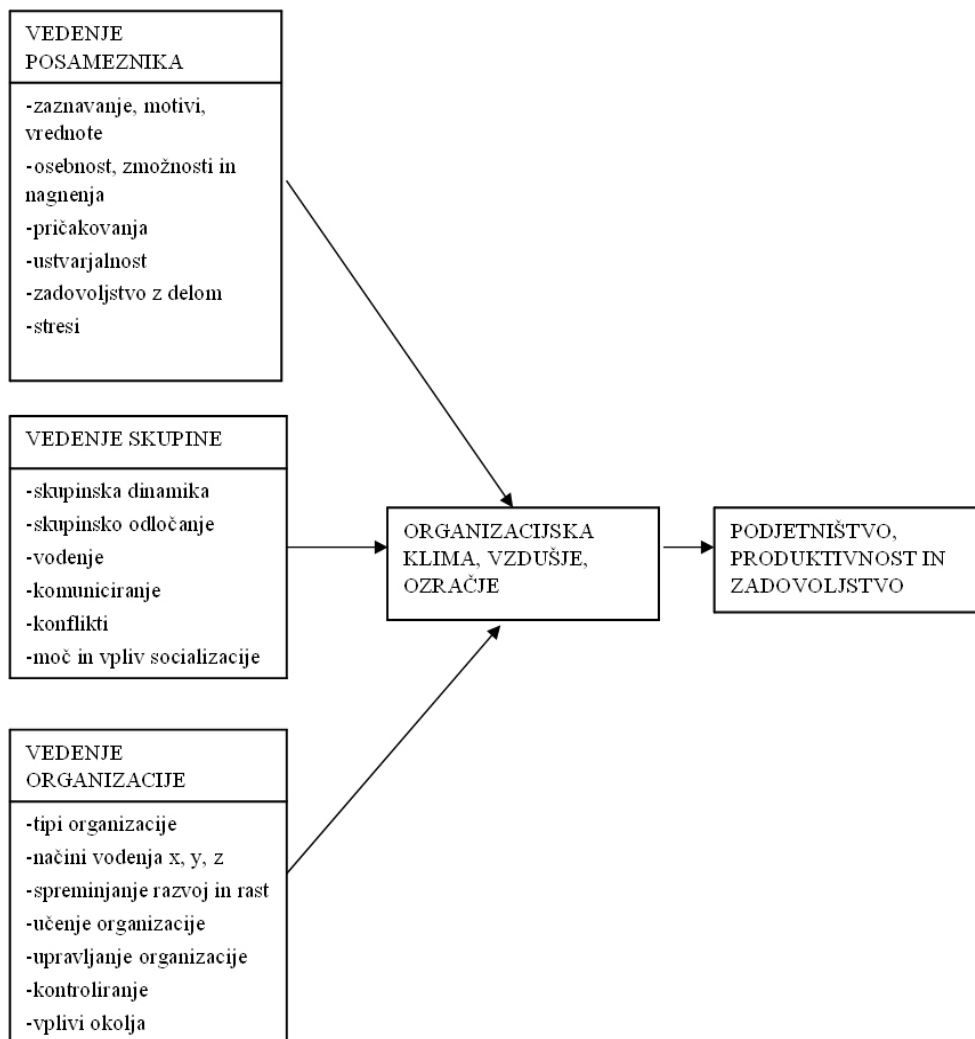 VEDENJE
POSAMEZNIKA
-zaznavanje, motivi,
vrednote
-osebnost, zmožnosti in
nagnenja
-pričakovanja
-ustvarjalnost
-zadovoljstvo z delom
-stresi
VEDENJE SKUPINE
-skupinska dinamika
-skupinsko odločanje
-vodenje
-komuniciranje
-konflikti
-moč in vpliv socializacije
VEDENJE
ORGANIZACIJE
-tipi organizacije
-načini vodenja x, y, z
-spreminjanje razvoj in rast
-učenje organizacije
-upravljanje organizacije
-kontroliranje
-vplivi okolja
ORGANIZACIJSKA
KLIMA, VZDUŠJE,
OZRAČJE
PODJETNIŠTVO,
PRODUKTIVNOST IN
ZADOVOLJSTVO